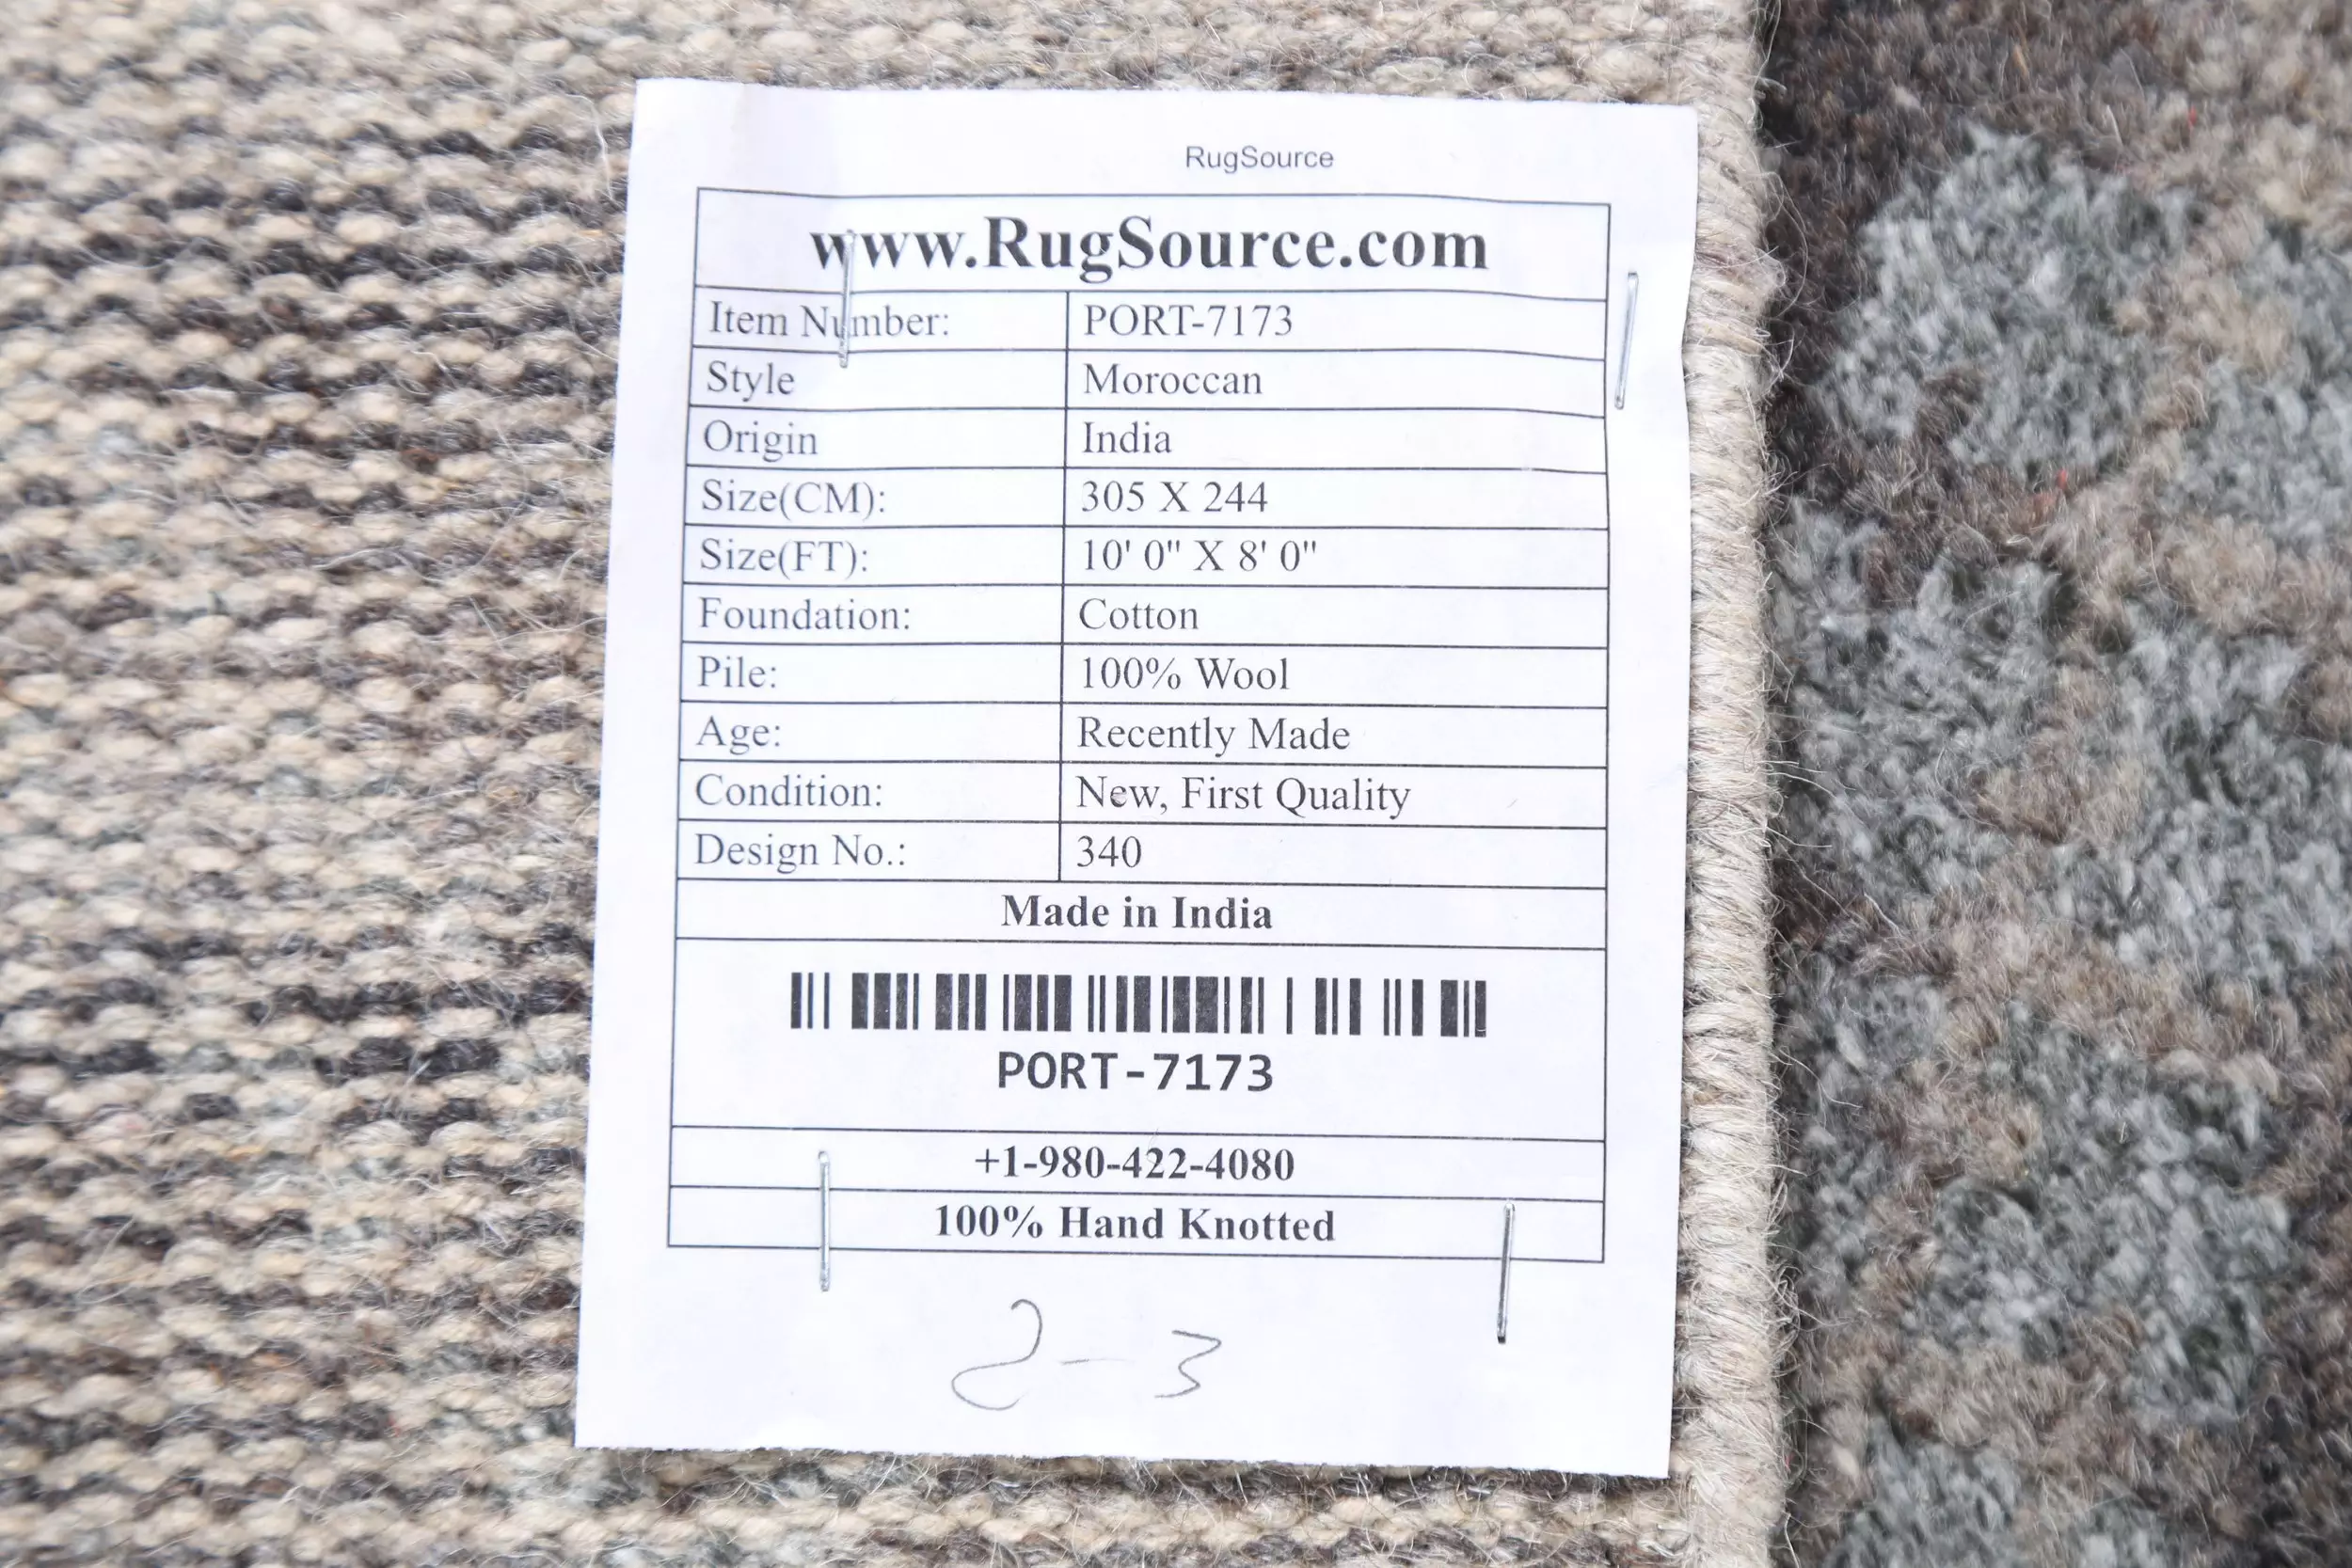 RugSource
www.RugSource.com
Item Number: PORT-7173
Style Moroccan
Origin India
Size(CM): 305 X 244
Size(FT): 10' 0" X 8' 0"
Foundation: Cotton
Pile: 100% Wool
Age: Recently Made
Condition: New, First Quality
Design No.: 340
Made in India
PORT-7173
+1-980-422-4080
100% Hand Knotted
2-3